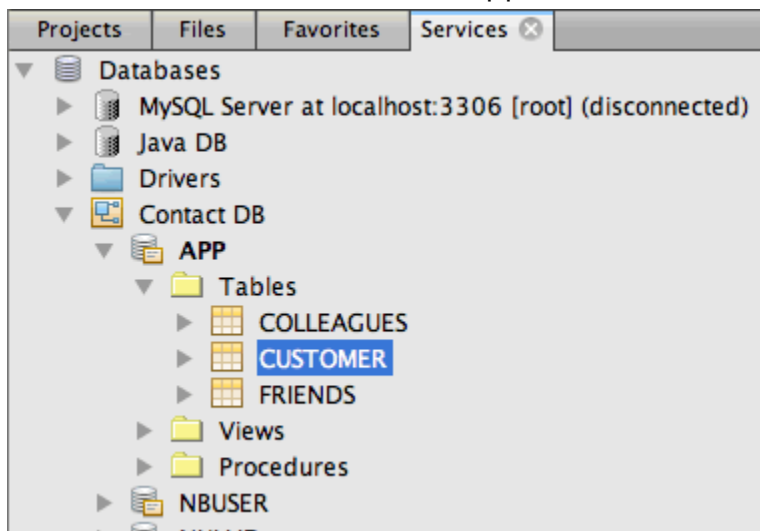 Projects Files Favorites Services
Databases
MySQL Server at localhost:3306 [root] (disconnected)
Java DB
Drivers
Contact DB
APP
Tables
COLLEAGUES
CUSTOMER
FRIENDS
Views
Procedures
NBUSER